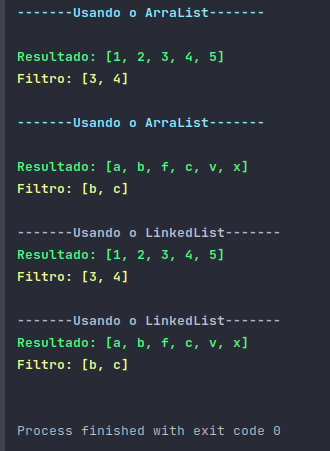 -------Usando o ArraList-------
Resultado: [1, 2, 3, 4, 5]
Filtro: [3, 4]
-------Usando o ArraList-------
Resultado: [a, b, f, c, v, x]
Filtro: [b, c]
-------Usando o LinkedList-------
Resultado: [1, 2, 3, 4, 5]
Filtro: [3, 4]
-------Usando o LinkedList-------
Resultado: [a, b, f, c, v, x]
Filtro: [b, c]
Process finished with exit code 0